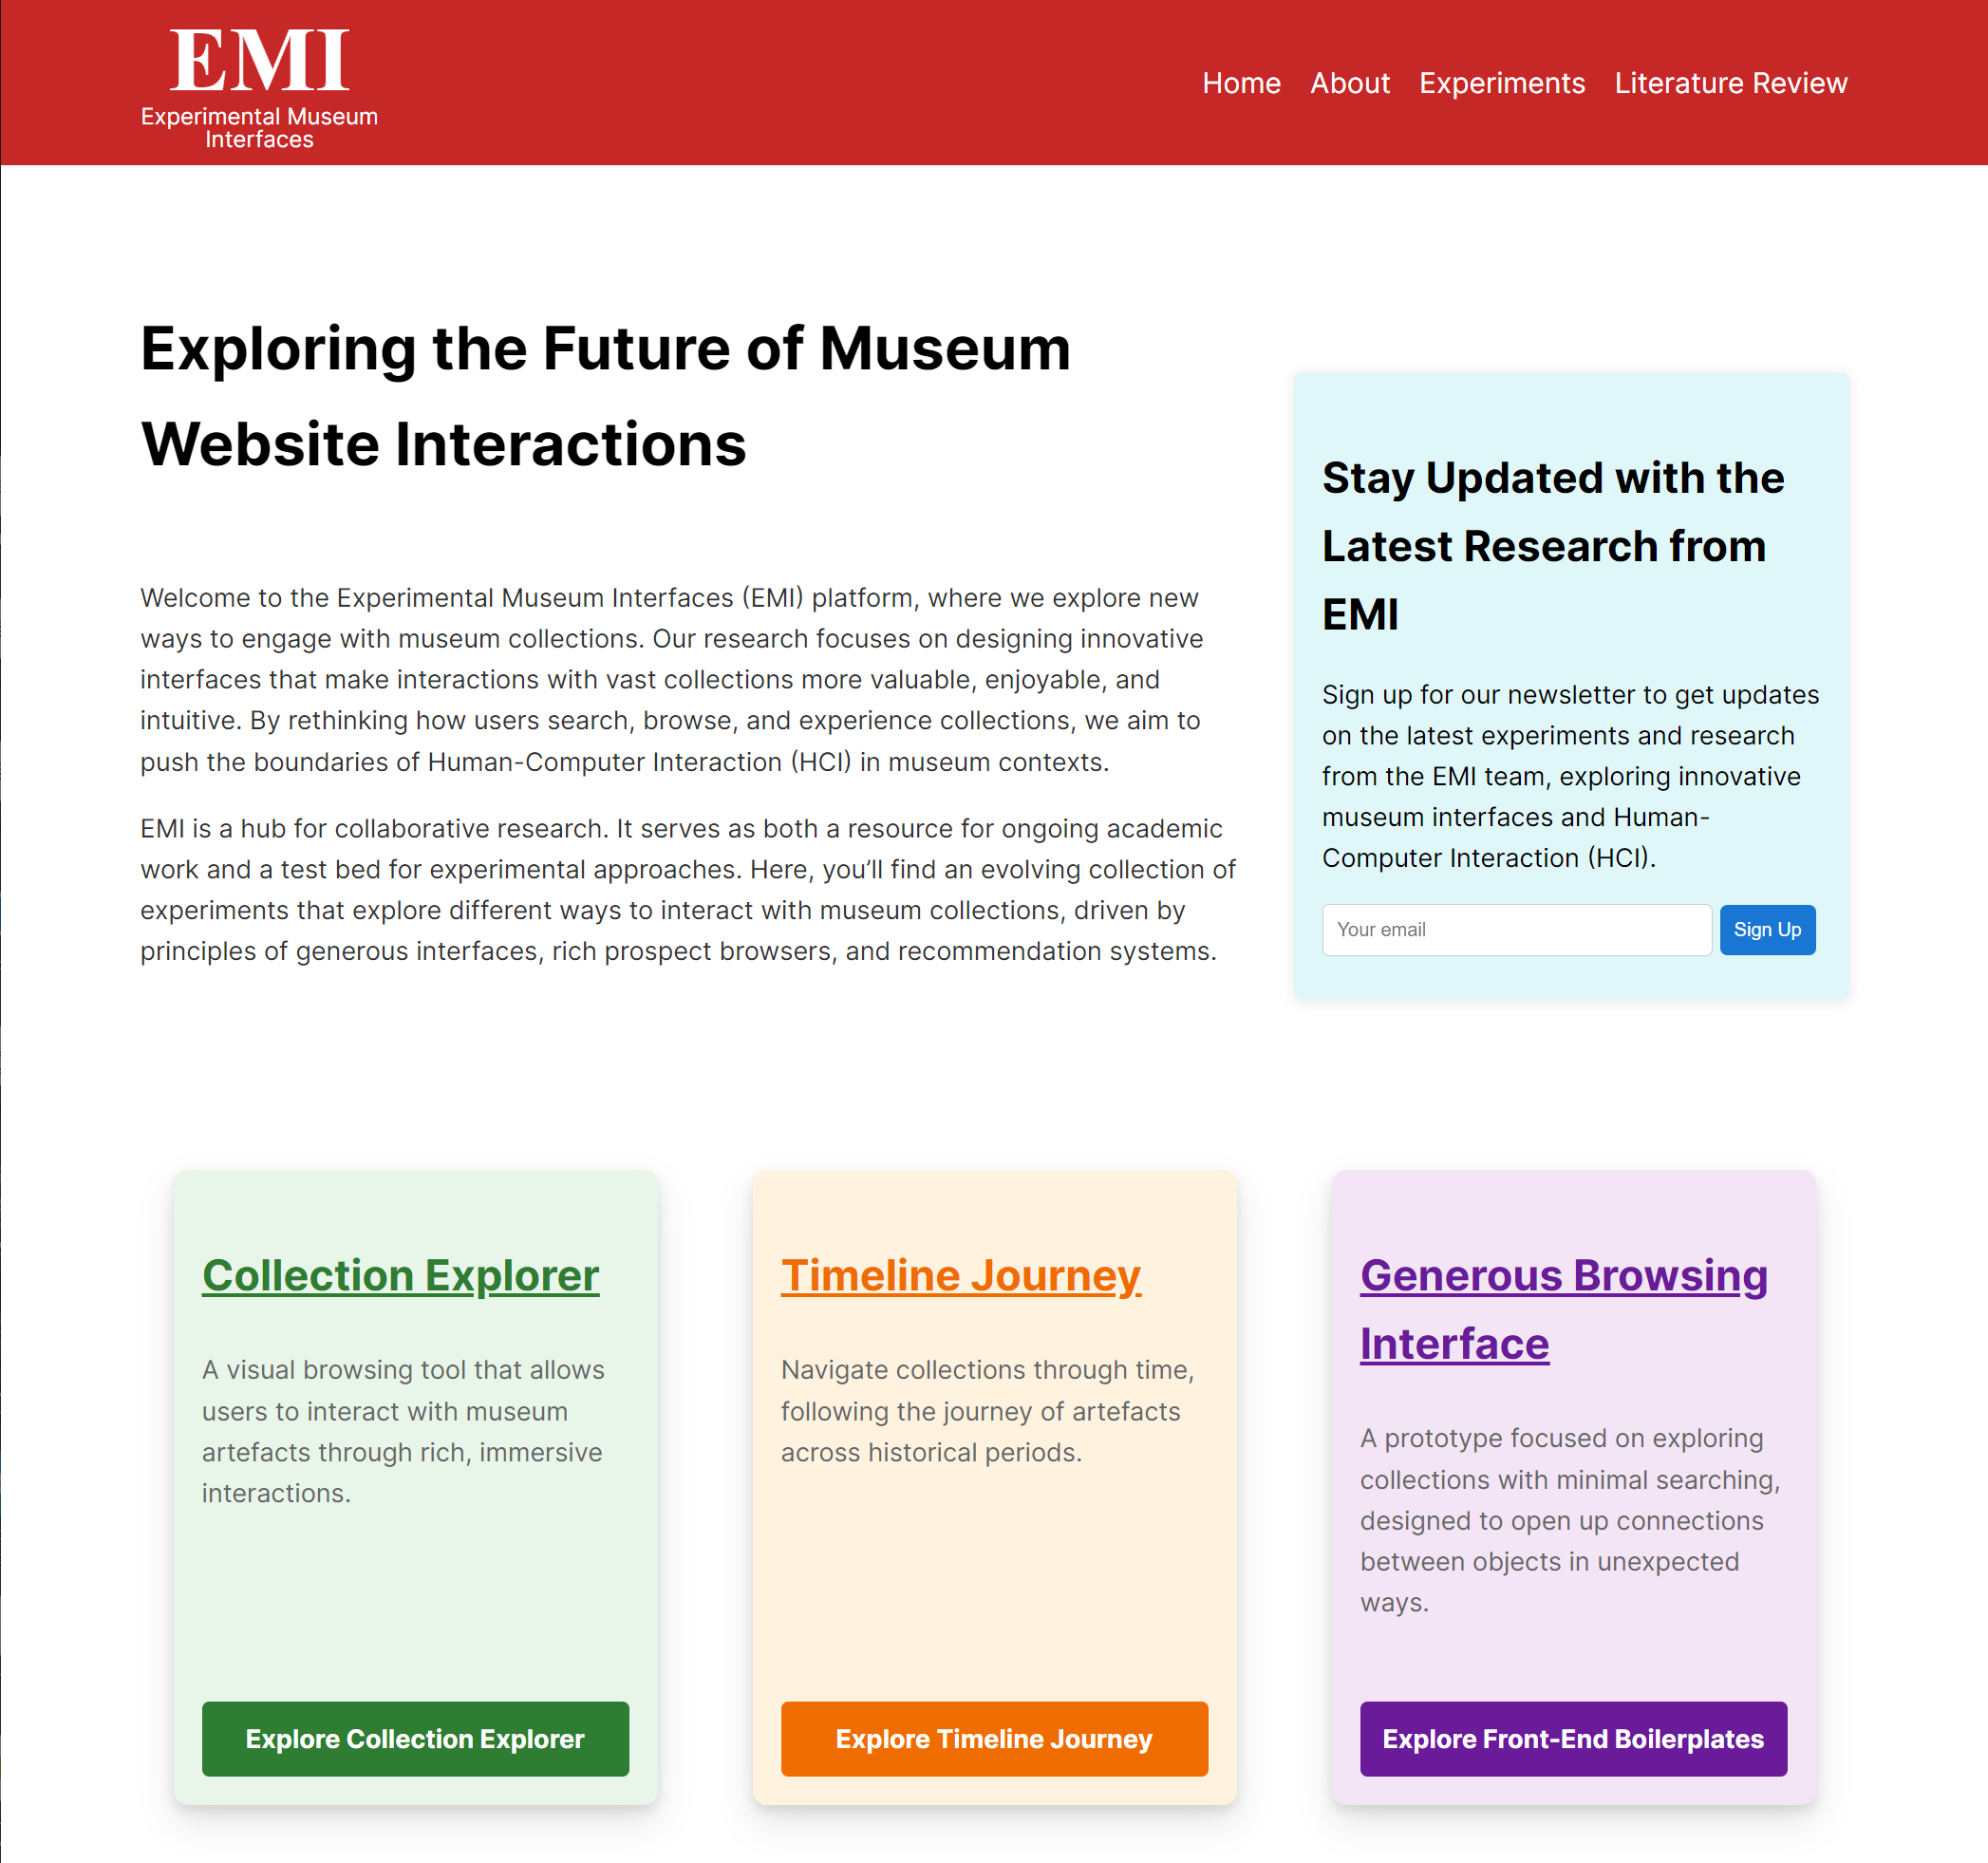 EMI
Experimental Museum
Interfaces
Home About Experiments Literature Review
Exploring the Future of Museum
Website Interactions
Welcome to the Experimental Museum Interfaces (EMI) platform, where we explore new
ways to engage with museum collections. Our research focuses on designing innovative
interfaces that make interactions with vast collections more valuable, enjoyable, and
intuitive. By rethinking how users search, browse, and experience collections, we aim to
push the boundaries of Human-Computer Interaction (HCI) in museum contexts.
EMI is a hub for collaborative research. It serves as both a resource for ongoing academic
work and a test bed for experimental approaches. Here, you’ll find an evolving collection of
experiments that explore different ways to interact with museum collections, driven by
principles of generous interfaces, rich prospect browsers, and recommendation systems.
Stay Updated with the
Latest Research from
EMI
Sign up for our newsletter to get updates
on the latest experiments and research
from the EMI team, exploring innovative
museum interfaces and Human-
Computer Interaction (HCI).
Your email
Sign Up
Collection Explorer
A visual browsing tool that allows
users to interact with museum
artefacts through rich, immersive
interactions.
Explore Collection Explorer
Timeline Journey
Navigate collections through time,
following the journey of artefacts
across historical periods.
Explore Timeline Journey
Generous Browsing
Interface
A prototype focused on exploring
collections with minimal searching,
designed to open up connections
between objects in unexpected
ways.
Explore Front-End Boilerplates